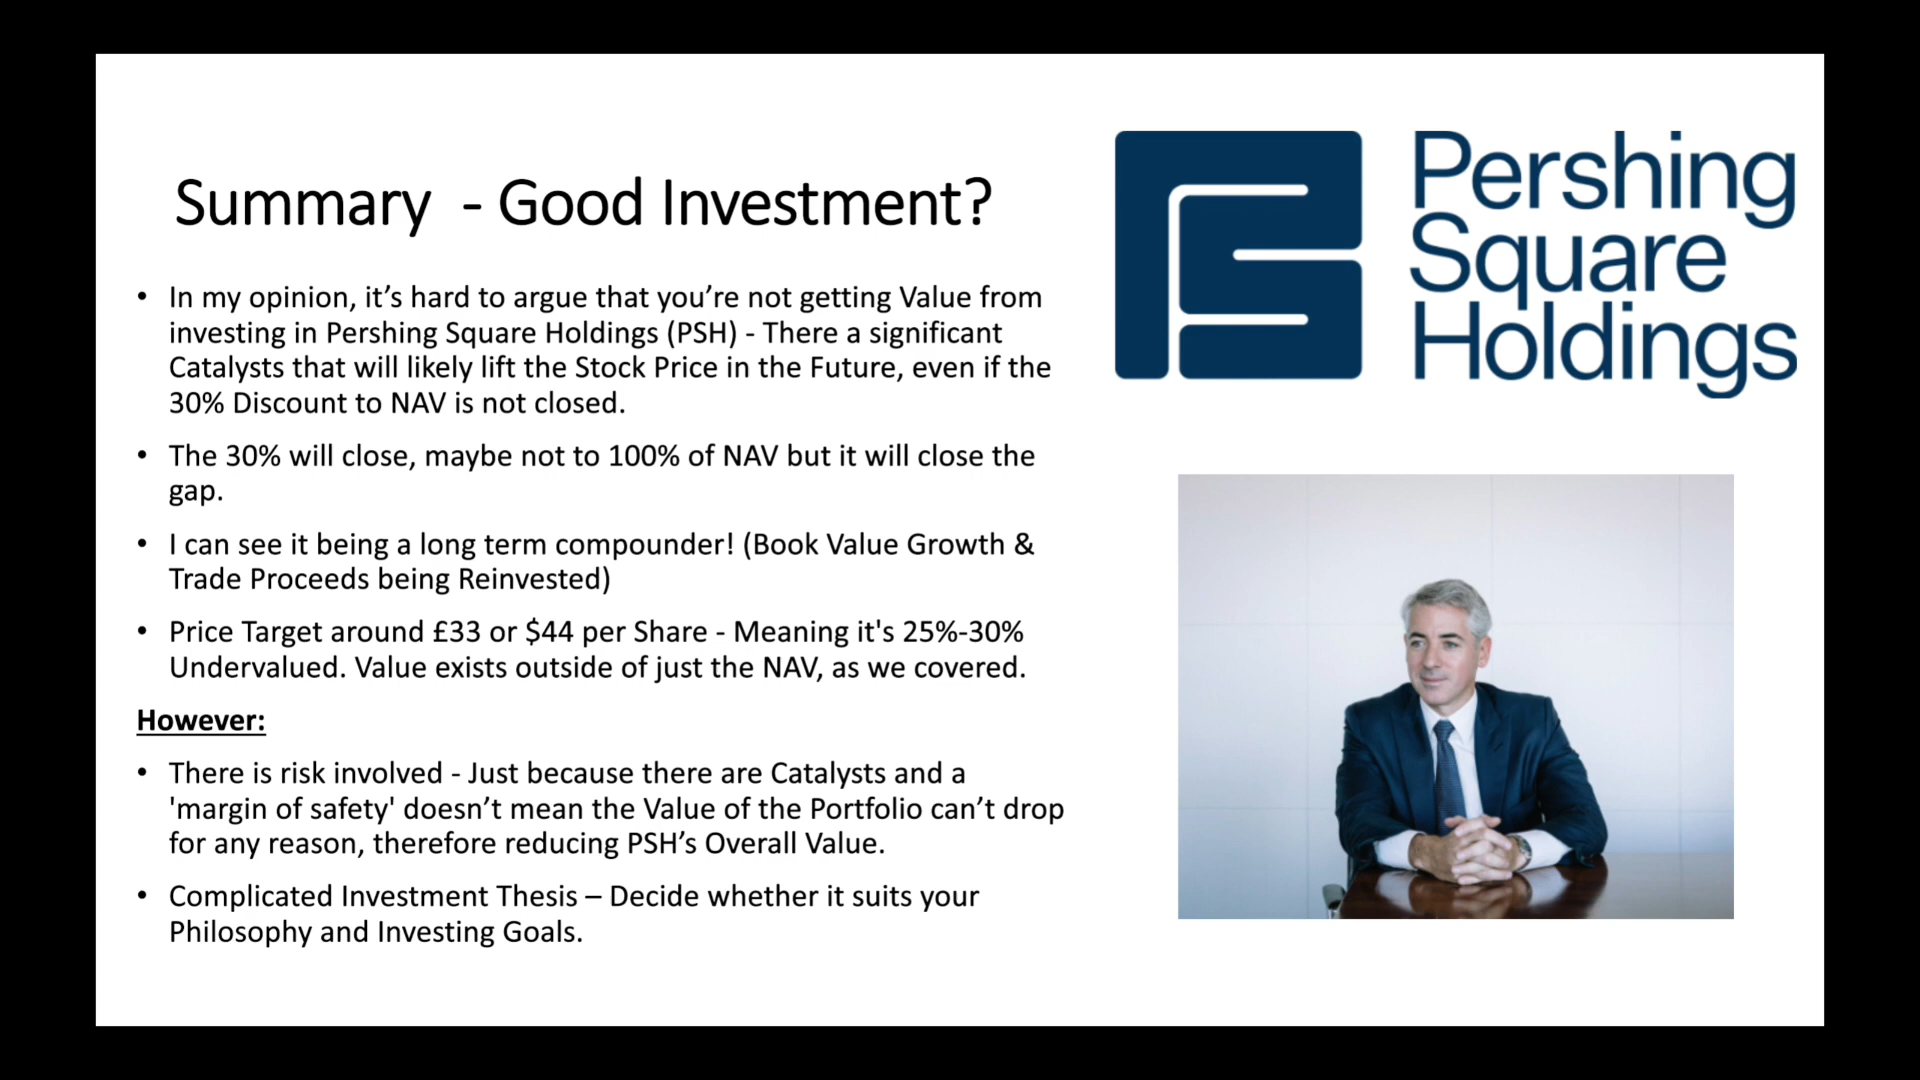 Summary  - Good Investment?
• In my opinion, it’s hard to argue that you’re not getting Value from
investing in Pershing Square Holdings (PSH) - There a significant
Catalysts that will likely lift the Stock Price in the Future, even if the
30% Discount to NAV is not closed.
• The 30% will close, maybe not to 100% of NAV but it will close the
gap.
• I can see it being a long term compounder! (Book Value Growth &
Trade Proceeds being Reinvested)
• Price Target around £33 or $44 per Share - Meaning it's 25%-30%
Undervalued. Value exists outside of just the NAV, as we covered.
However:
• There is risk involved - Just because there are Catalysts and a
'margin of safety' doesn’t mean the Value of the Portfolio can’t drop
for any reason, therefore reducing PSH’s Overall Value.
• Complicated Investment Thesis – Decide whether it suits your
Philosophy and Investing Goals.
Pershing
Square
Holdings